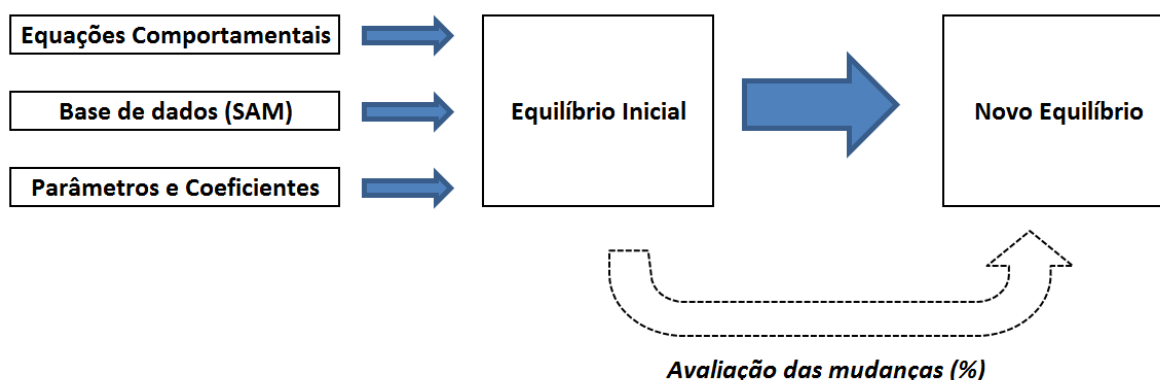 Equações Comportamentais
Base de dados (SAM)
Parâmetros e Coeficientes
Equilíbrio Inicial
Novo Equilíbrio
Avaliação das mudanças (%)